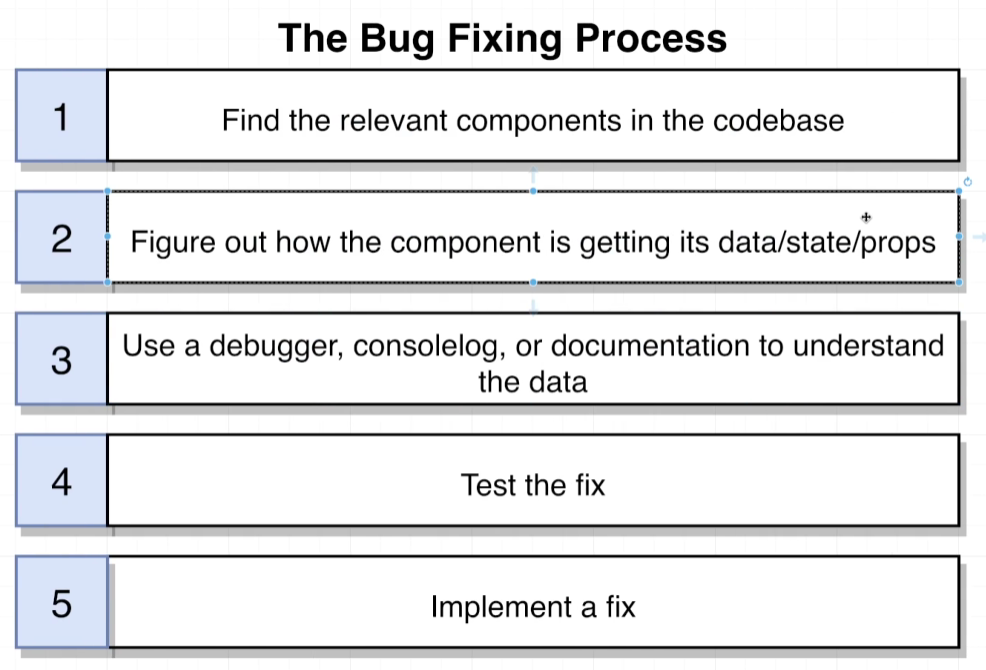 The Bug Fixing Process
1
Find the relevant components in the codebase
2
Figure out how the component is getting its data/state/props
3
Use a debugger, consolelog, or documentation to understand
the data
4
Test the fix
5
Implement a fix